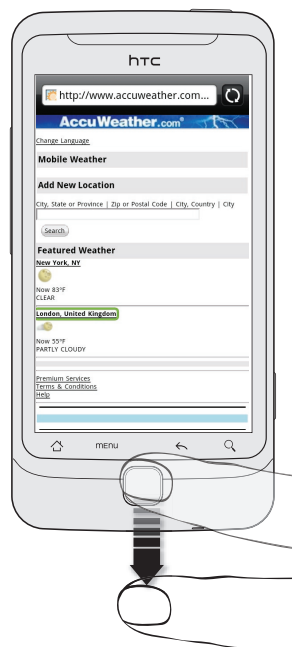 hTC
http://www.accuweather.com...
AccuWeather.com®
Change Language
Mobile Weather
Add New Location
City, State or Province | Zip or Postal Code | City, Country | City
Search
Featured Weather
New York, NY
Now 83°F
CLEAR
London, United Kingdom
Now 55°F
PARTLY CLOUDY
Premium Services
Terms & Conditions
Help
menu